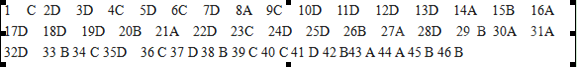 1 C 2D 3D 4C 5D 6C 7D 8A 9C 10D 11D 12D 13D 14A 15B 16A
17D 18D 19D 20B 21A 22D 23C 24D 25D 26B 27A 28D 29 B 30A 31A
32D 33 B 34 C 35D 36 C 37 D 38 B 39 C 40 C 41 D 42 B43 A 44 A 45 B 46 B